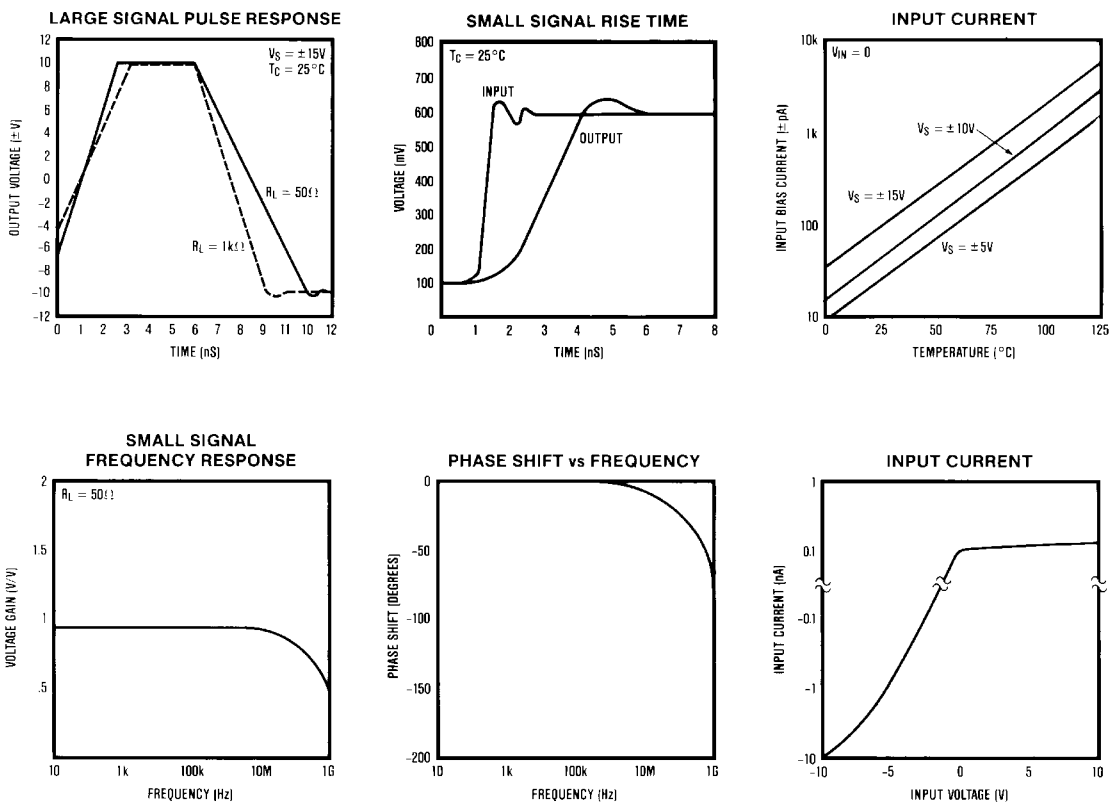 LARGE SIGNAL PULSE RESPONSE
12
10
8
6
4
2
0
-2
-4
-6
-8
-10
-12
OUTPUT VOLTAGE (±V)
VS = ±15V
TC = 25°C
RL = 50Ω
RL = 1kΩ
0 1 2 3 4 5 6 7 8 9 11 10 12
TIME (nS)
SMALL SIGNAL RISE TIME
800
700
600
500
400
300
200
100
0
VOLTAGE (mV)
TC = 25°C
INPUT
OUTPUT
1 2 3 4 5 6 7 8
TIME (nS)
INPUT CURRENT
10k
1k
100
10
INPUT BIAS CURRENT (±pA)
VIN = 0
VS = ±10V
VS = ±15V
VS = ±5V
0 25 50 75 100 125
TEMPERATURE (°C)
SMALL SIGNAL
FREQUENCY RESPONSE
2
1.5
1
.5
VOLTAGE GAIN (V/V)
RL = 50Ω
10 1k 100k 10M 1G
FREQUENCY (Hz)
PHASE SHIFT vs FREQUENCY
0
-50
-100
-150
-200
PHASE SHIFT (DEGREES)
10 1k 100k 10M 1G
FREQUENCY (Hz)
INPUT CURRENT
1
0.1
-0.1
-1
-10
INPUT CURRENT (nA)
-10 -5 0 5 10
INPUT VOLTAGE (V)